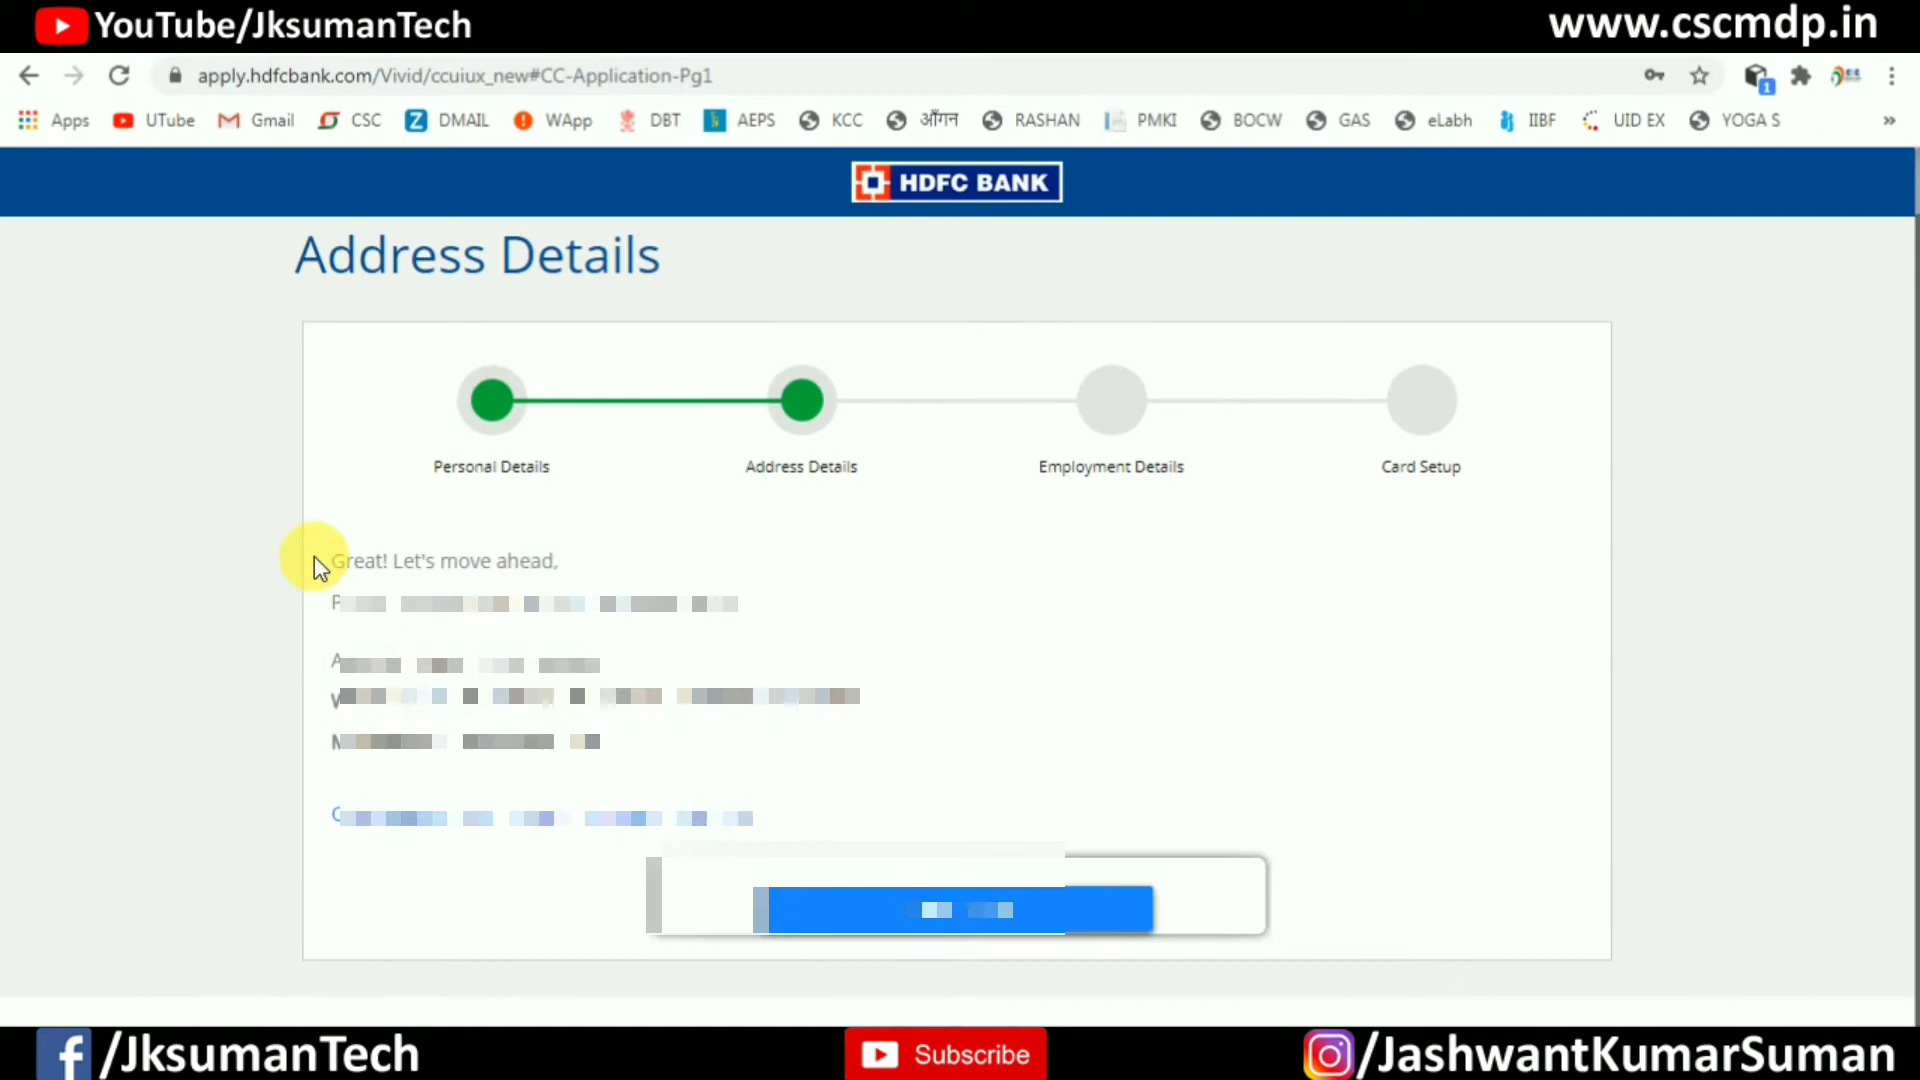 YouTube/JksumanTech
www.cscmdp.in
apply.hdfcbank.com/Vivid/ccuiux_new#CC-Application-Pg1
1
Apps UTube Gmail CSC DMAIL WApp DBT AEPS KCC आँगन RASHAN PMKI BOCW GAS eLabh IIBF UID EX YOGA S »
HDFC BANK
Address Details
Personal Details Address Details Employment Details Card Setup
Great! Let's move ahead,
/JksumanTech
Subscribe
/JashwantKumarSuman